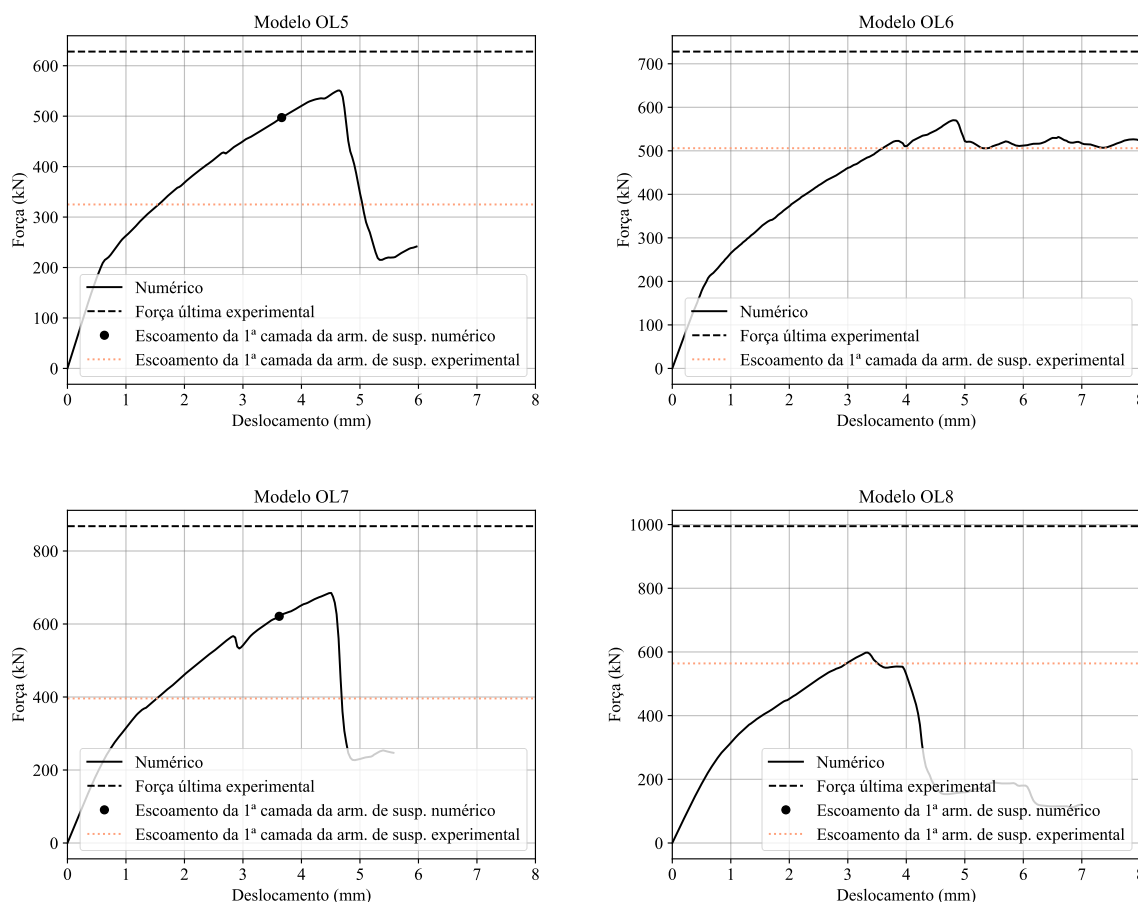 Modelo OL5
Força (kN)
600
500
400
300
200
100
0
Numérico
Força última experimental
Escoamento da 1ª camada da arm. de susp. numérico
Escoamento da 1ª camada da arm. de susp. experimental
0 1 2 3 4 5 6 7 8
Deslocamento (mm)
Modelo OL6
Força (kN)
700
600
500
400
300
200
100
0
Numérico
Força última experimental
Escoamento da 1ª camada da arm. de susp. experimental
0 1 2 3 4 5 6 7 8
Deslocamento (mm)
Modelo OL7
Força (kN)
800
600
400
200
0
Numérico
Força última experimental
Escoamento da 1ª camada da arm. de susp. numérico
Escoamento da 1ª camada da arm. de susp. experimental
0 1 2 3 4 5 6 7 8
Deslocamento (mm)
Modelo OL8
Força (kN)
1000
800
600
400
200
0
Numérico
Força última experimental
Escoamento da 1ª arm. de susp. numérico
Escoamento da 1ª arm. de susp. experimental
0 1 2 3 4 5 6 7 8
Deslocamento (mm)